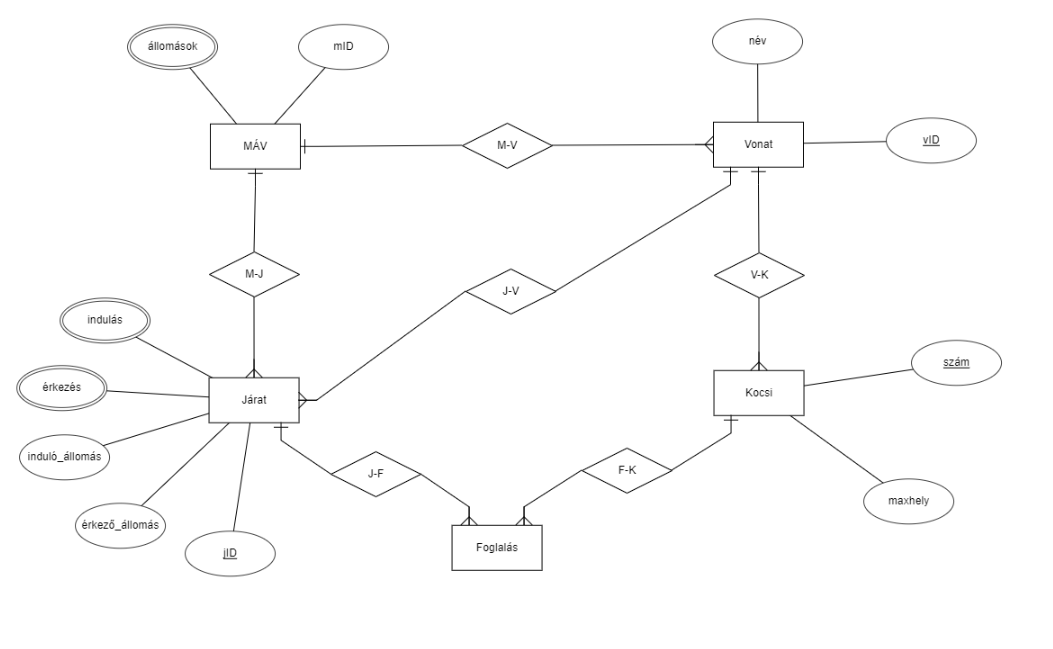 állomások
mID
név
MÁV
M-V
Vonat
vID
M-J
J-V
V-K
indulás
érkezés
szám
Járat
Kocsi
induló_állomás
J-F
F-K
maxhely
érkező_állomás
jID
Foglalás